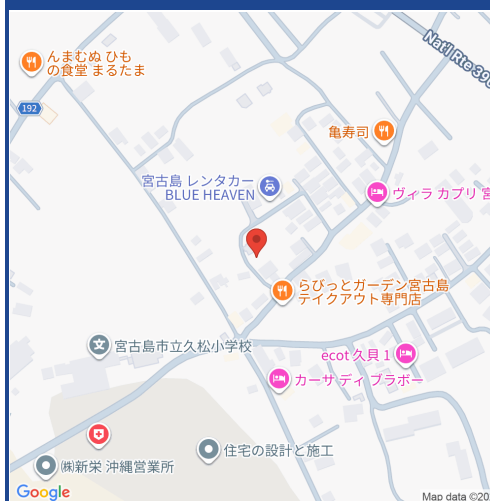 んまむぬ ひも
の食堂 まるたま
Nat'l Rte 390
192
亀寿司
宮古島 レンタカー
BLUE HEAVEN
ヴィラ カプリ 宮
らびっとガーデン宮古島
テイクアウト専門店
宮古島市立久松小学校
ecot 久貝 1
カーサ ディ ブラボー
住宅の設計と施工
㈱新栄 沖縄営業所
Google
Map data ©20